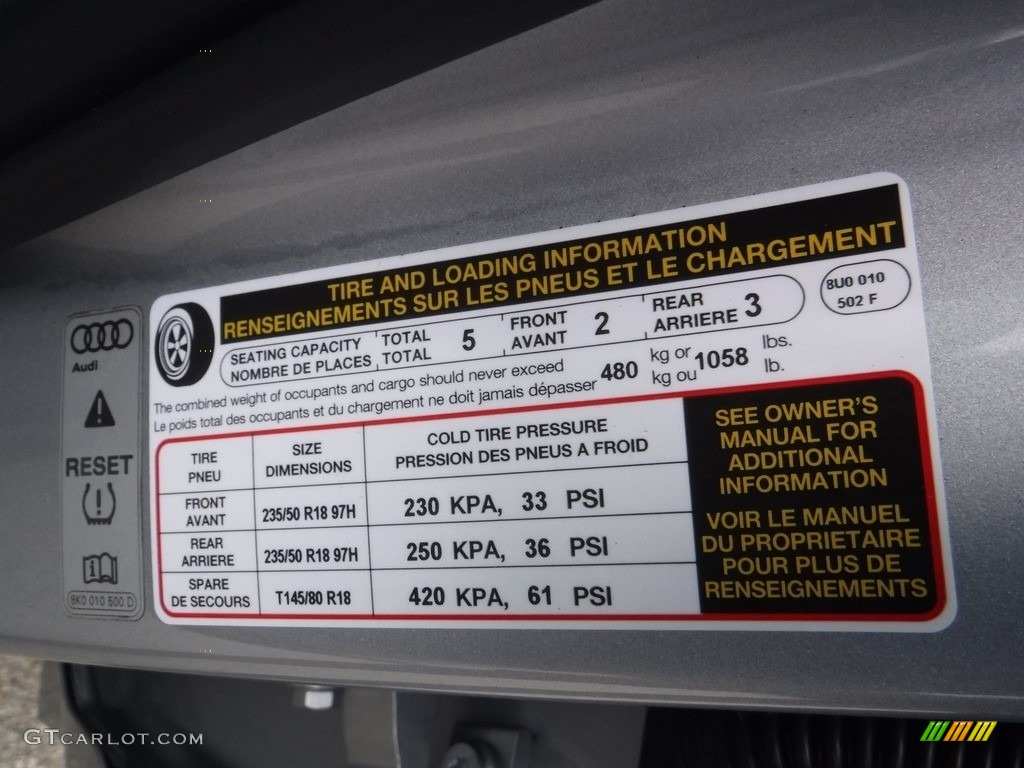 TIRE AND LOADING INFORMATION
RENSEIGNEMENTS SUR LES PNEUS ET LE CHARGEMENT
SEATING CAPACITY TOTAL 5 FRONT 2 REAR 3
NOMBRE DE PLACES TOTAL AVANT ARRIERE
8U0 010
502 F
The combined weight of occupants and cargo should never exceed 480 kg or 1058 lbs.
Le poids total des occupants et du chargement ne doit jamais dépasser kg ou lb.
TIRE SIZE COLD TIRE PRESSURE
PNEU DIMENSIONS PRESSION DES PNEUS A FROID
FRONT
AVANT 235/50 R18 97H 230 KPA, 33 PSI
REAR
ARRIERE 235/50 R18 97H 250 KPA, 36 PSI
SPARE
DE SECOURS T145/80 R18 420 KPA, 61 PSI
SEE OWNER'S
MANUAL FOR
ADDITIONAL
INFORMATION
VOIR LE MANUEL
DU PROPRIETAIRE
POUR PLUS DE
RENSEIGNEMENTS
Audi
RESET
8K0 010 500 D
GTCARLOT.COM